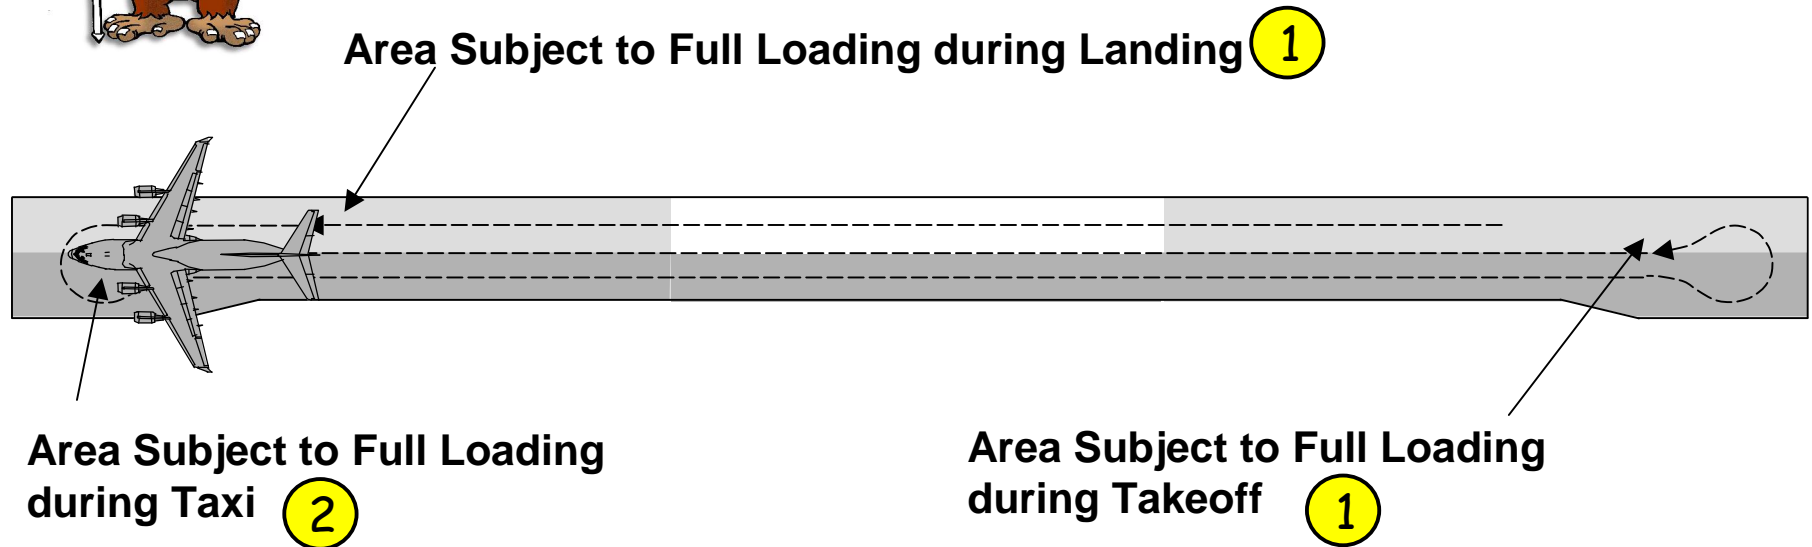 Area Subject to Full Loading during Landing 1
Area Subject to Full Loading
during Taxi 2
Area Subject to Full Loading
during Takeoff 1